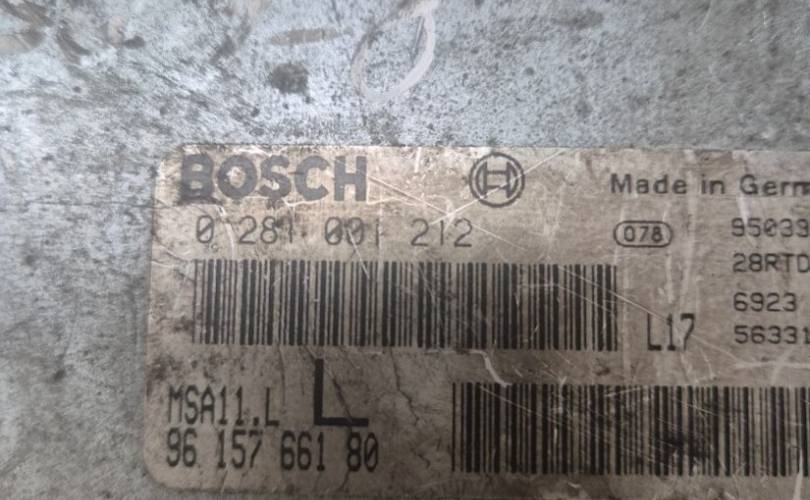 BOSCH
Made in Germ
0 281 001 212
078
95033
28RTD
6923
L17
56331
L
MSA11.L
96 157 661 80